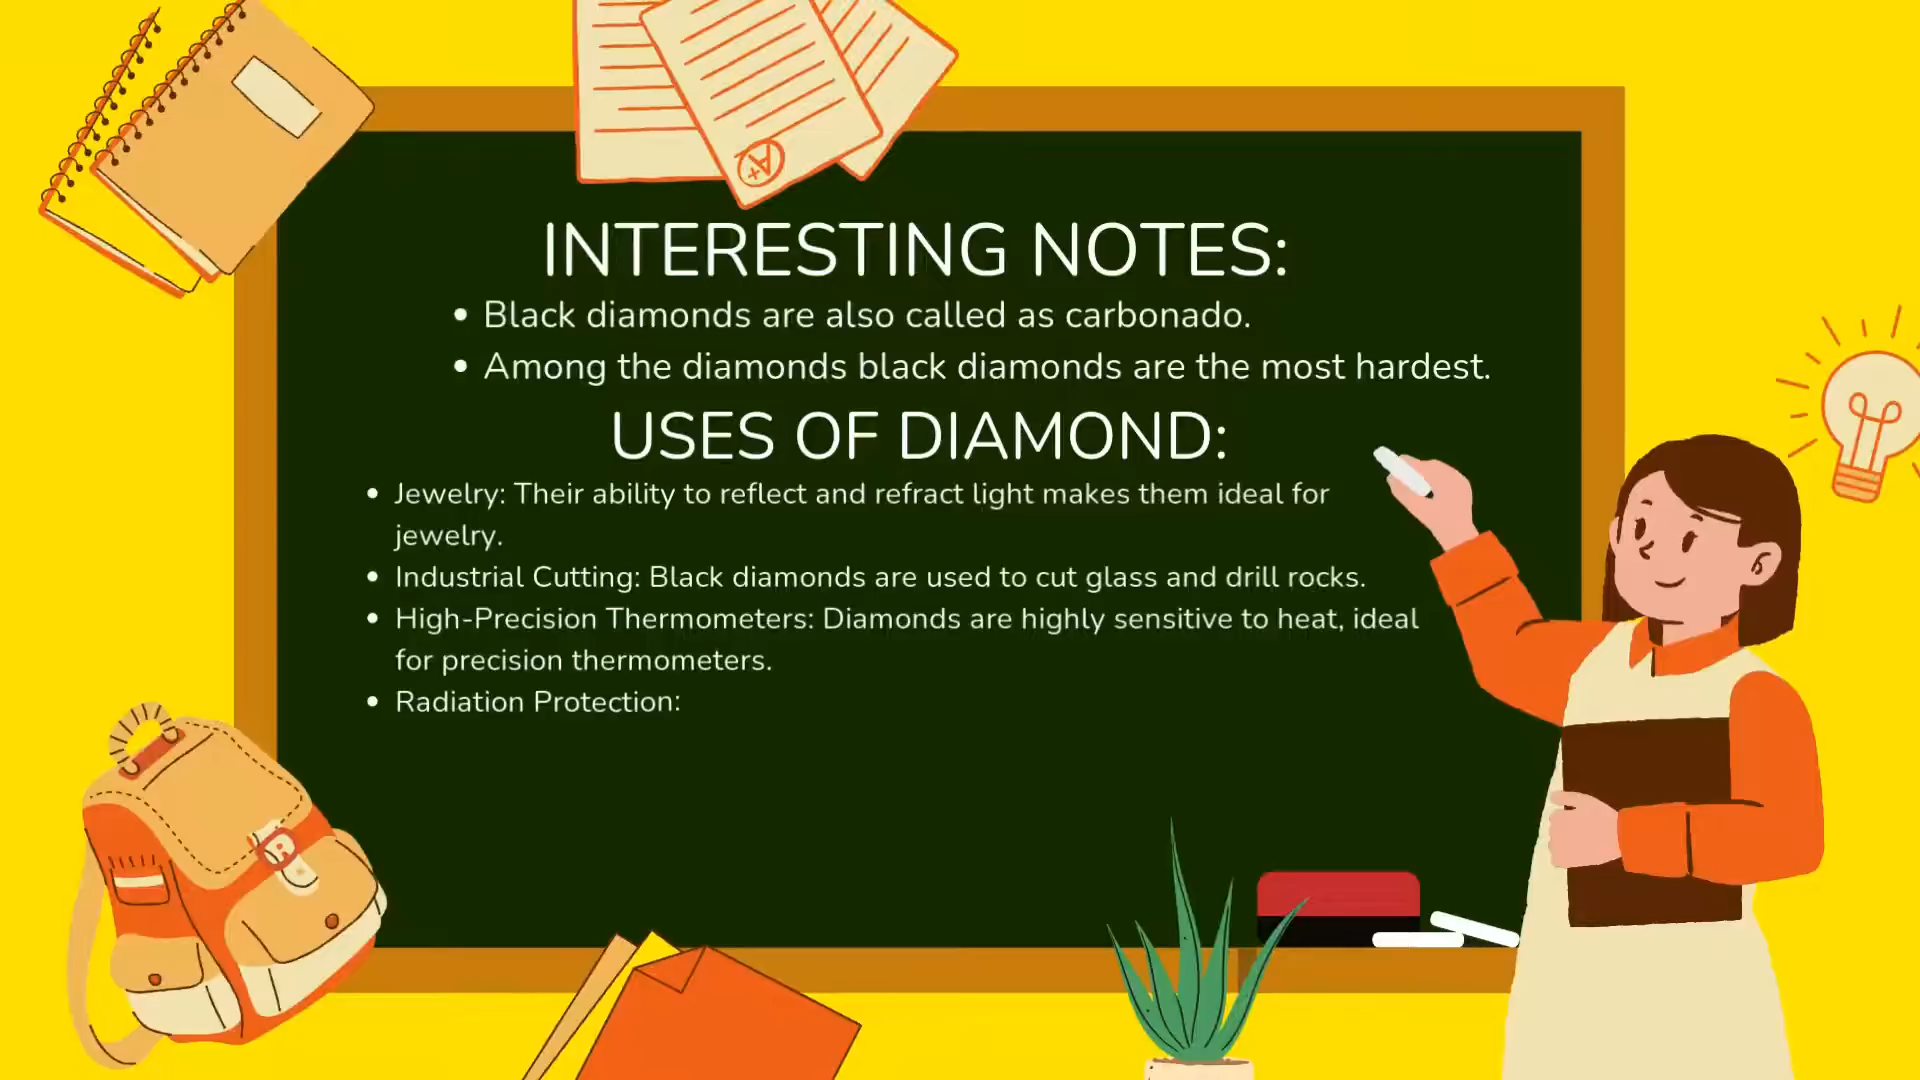 A+
INTERESTING NOTES:
• Black diamonds are also called as carbonado.
• Among the diamonds black diamonds are the most hardest.
USES OF DIAMOND:
• Jewelry: Their ability to reflect and refract light makes them ideal for
jewelry.
• Industrial Cutting: Black diamonds are used to cut glass and drill rocks.
• High-Precision Thermometers: Diamonds are highly sensitive to heat, ideal
for precision thermometers.
• Radiation Protection: